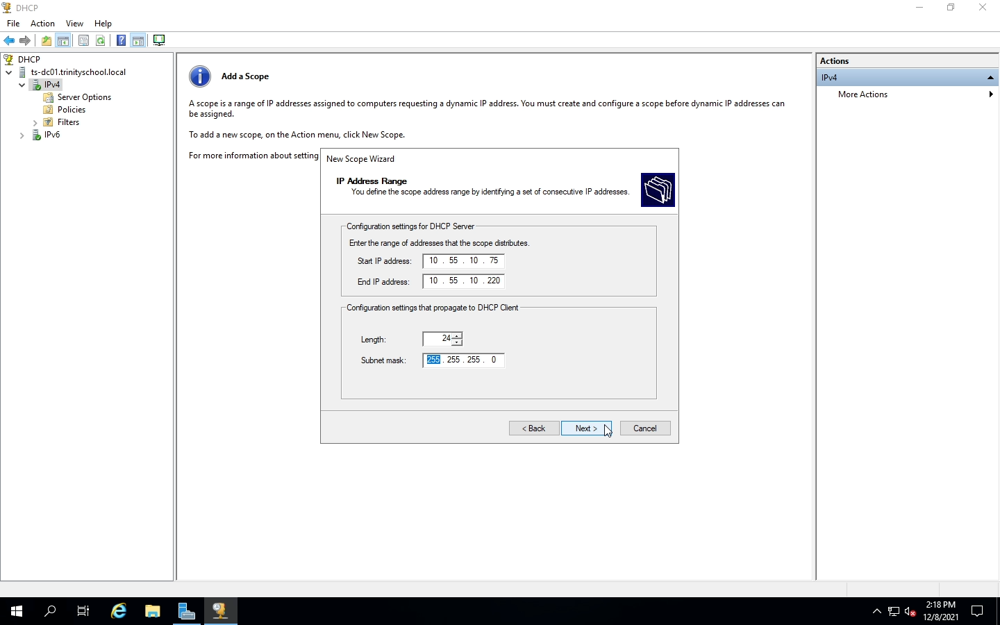 DHCP
File Action View Help
DHCP
ts-dc01.trinityschool.local
IPv4
Server Options
Policies
Filters
IPv6
Add a Scope
A scope is a range of IP addresses assigned to computers requesting a dynamic IP address. You must create and configure a scope before dynamic IP addresses can
be assigned.
To add a new scope, on the Action menu, click New Scope.
For more information about setting
New Scope Wizard
IP Address Range
You define the scope address range by identifying a set of consecutive IP addresses.
Configuration settings for DHCP Server
Enter the range of addresses that the scope distributes.
Start IP address: 10 . 55 . 10 . 75
End IP address: 10 . 55 . 10 . 220
Configuration settings that propagate to DHCP Client
Length: 24
Subnet mask: 255 . 255 . 255 . 0
< Back Next > Cancel
Actions
IPv4
More Actions
2:18 PM
12/8/2021